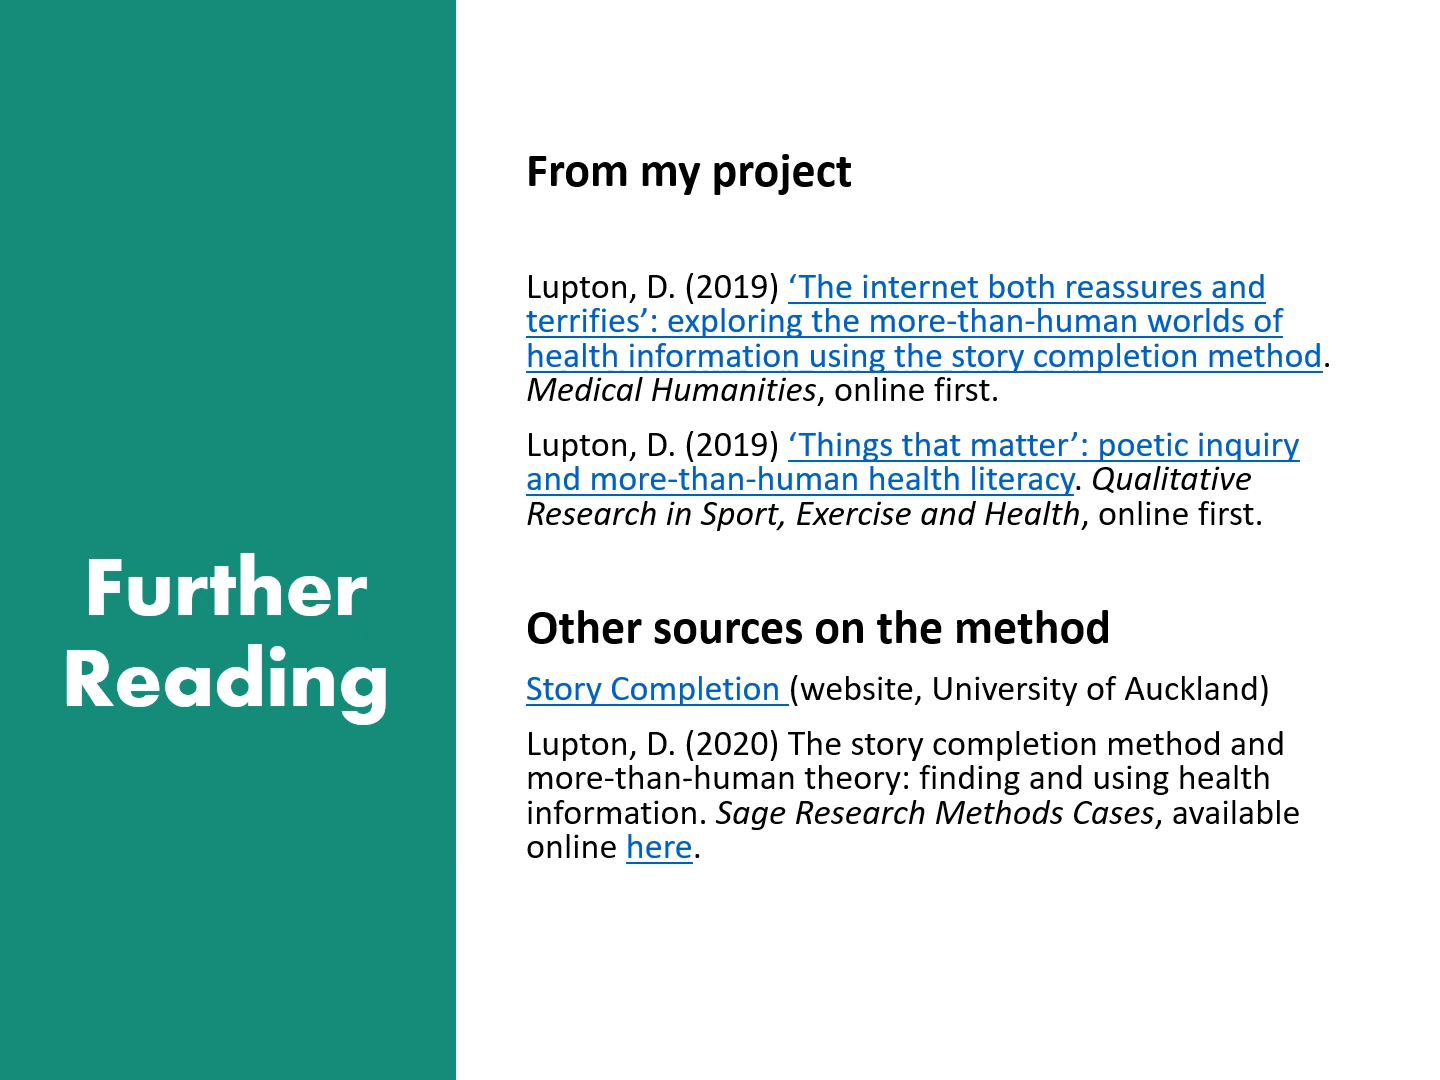 Further
Reading
From my project
Lupton, D. (2019) ‘The internet both reassures and
terrifies’: exploring the more-than-human worlds of
health information using the story completion method.
Medical Humanities, online first.
Lupton, D. (2019) ‘Things that matter’: poetic inquiry
and more-than-human health literacy. Qualitative
Research in Sport, Exercise and Health, online first.
Other sources on the method
Story Completion (website, University of Auckland)
Lupton, D. (2020) The story completion method and
more-than-human theory: finding and using health
information. Sage Research Methods Cases, available
online here.